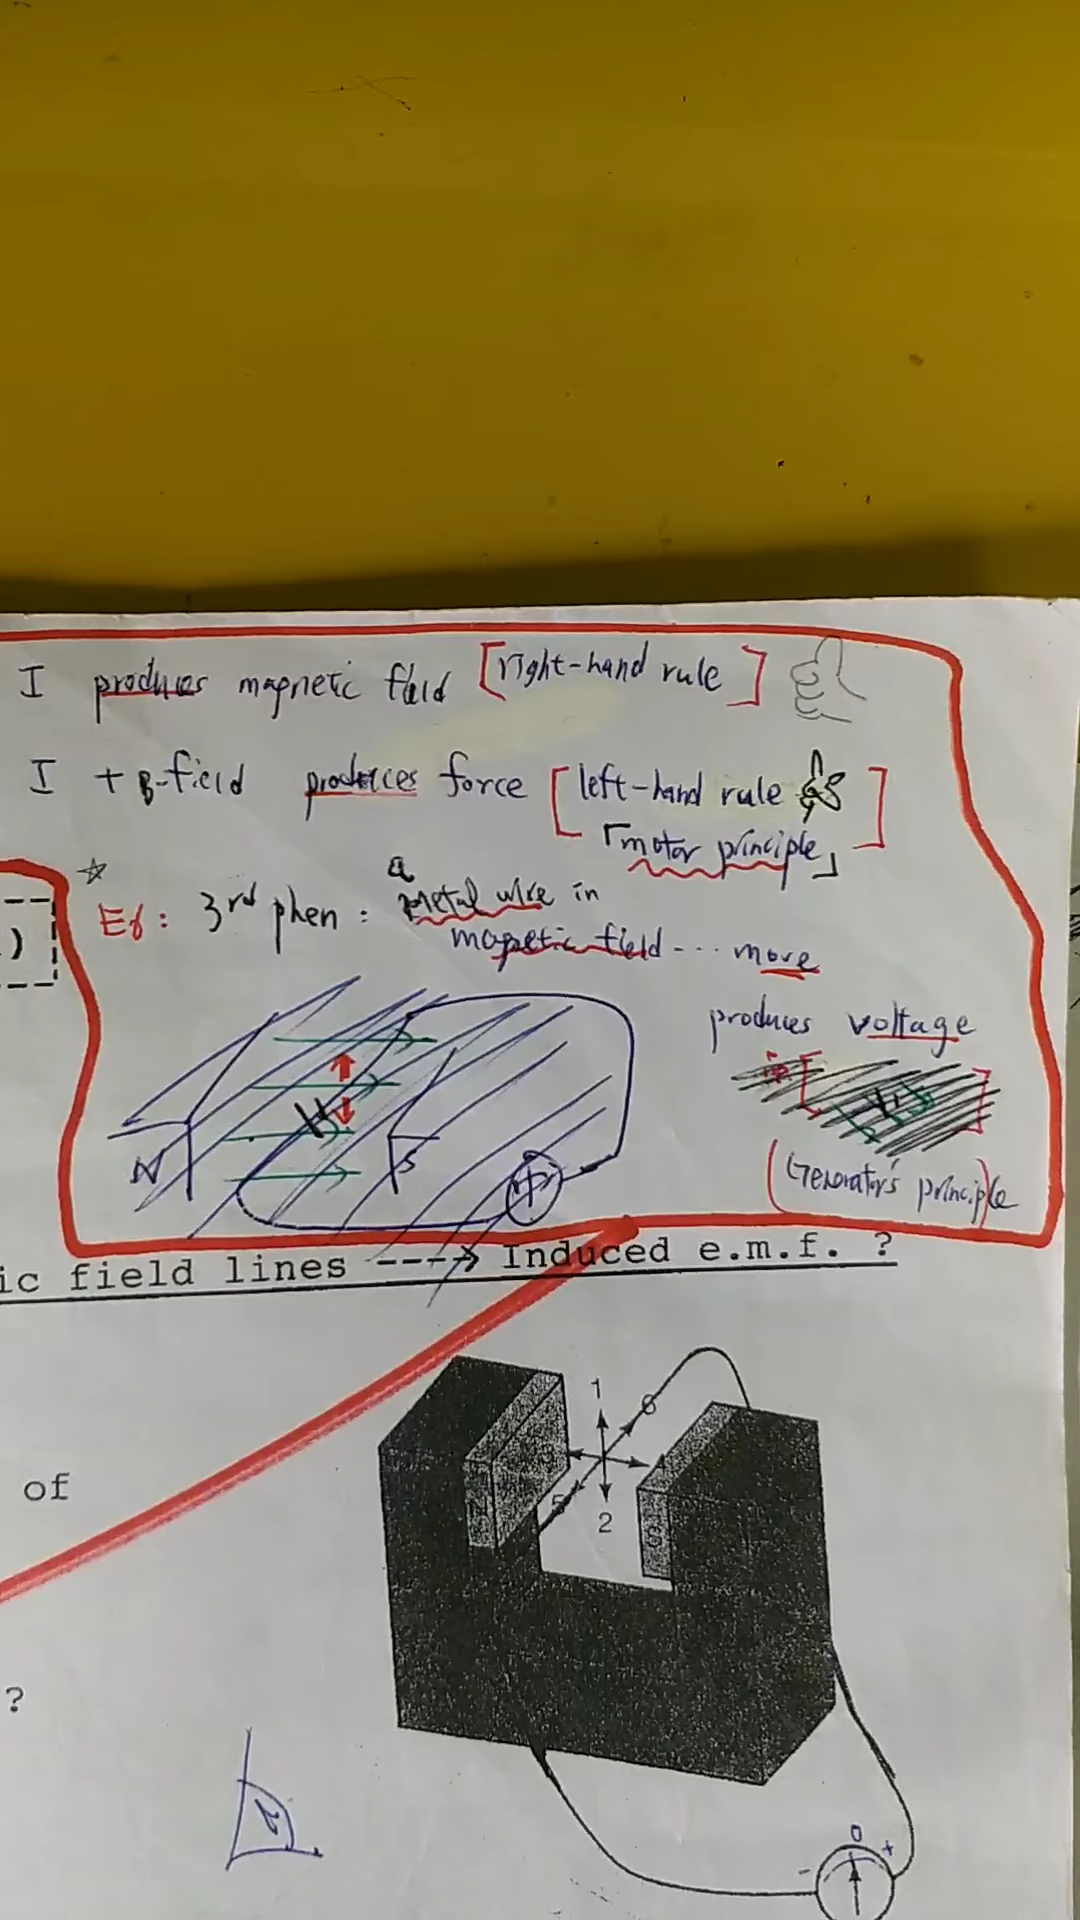 I produces magnetic field [right-hand rule]
I + B-field produces force [left-hand rule]
「motor principle」
☆
E6: 3rd phen: a metal wire in
magnetic field --- move
)
produces voltage
N
S
(Generator's principle)
ic field lines ----> Induced e.m.f. ?
1
6
of
5
2
S
?
0
- +